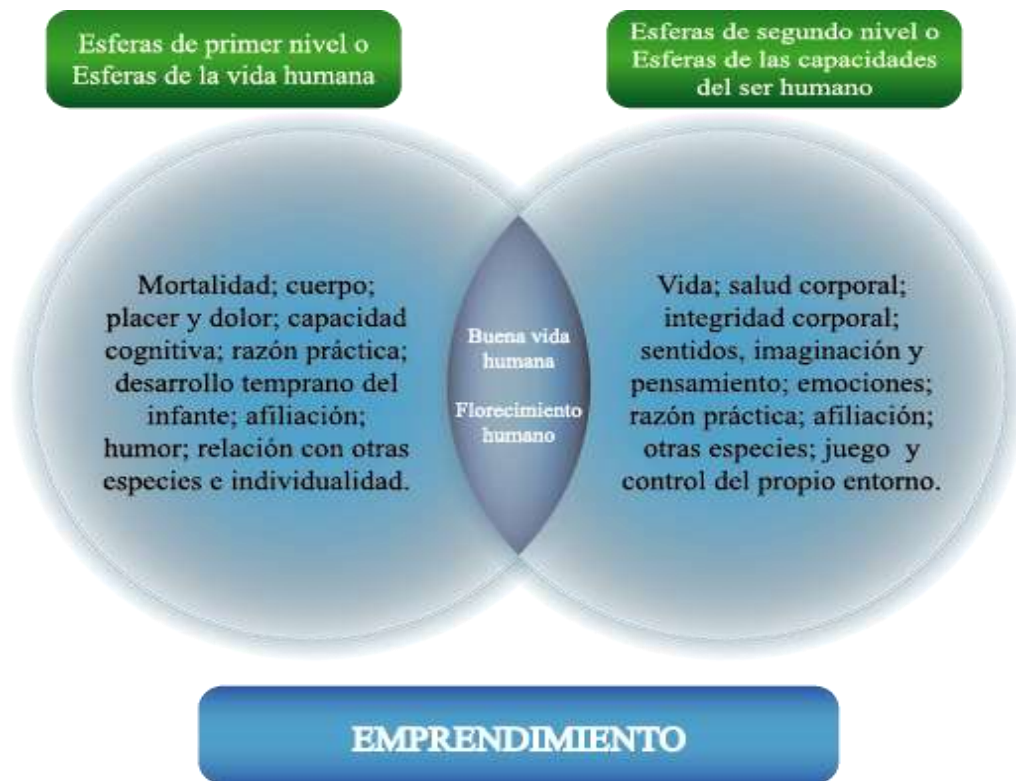 Esferas de primer nivel o
Esferas de la vida humana
Esferas de segundo nivel o
Esferas de las capacidades
del ser humano
Mortalidad; cuerpo;
placer y dolor; capacidad
cognitiva; razón práctica;
desarrollo temprano del
infante; afiliación;
humor; relación con otras
especies e individualidad.
Buena vida
humana
Florecimiento
humano
Vida; salud corporal;
integridad corporal;
sentidos, imaginación y
pensamiento; emociones;
razón práctica; afiliación;
otras especies; juego y
control del propio entorno.
EMPRENDIMIENTO